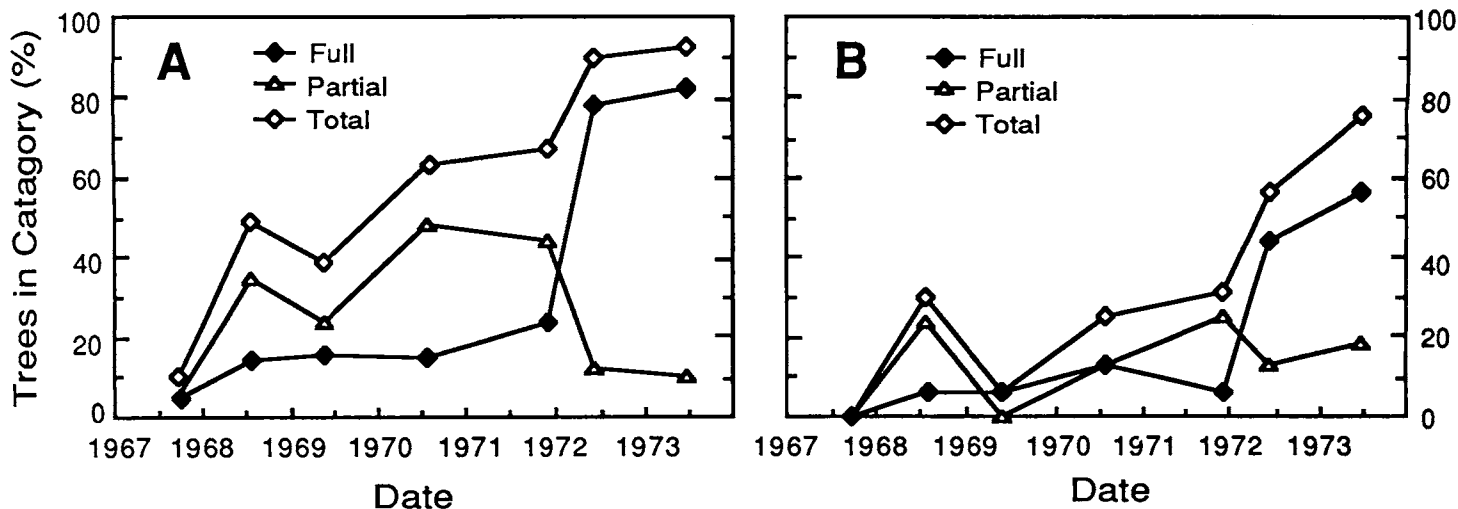 Trees in Catagory (%)
100
80
60
40
20
0
A
Full
Partial
Total
1967 1968 1969 1970 1971 1972 1973
Date
B
Full
Partial
Total
100
80
60
40
20
0
1967 1968 1969 1970 1971 1972 1973
Date